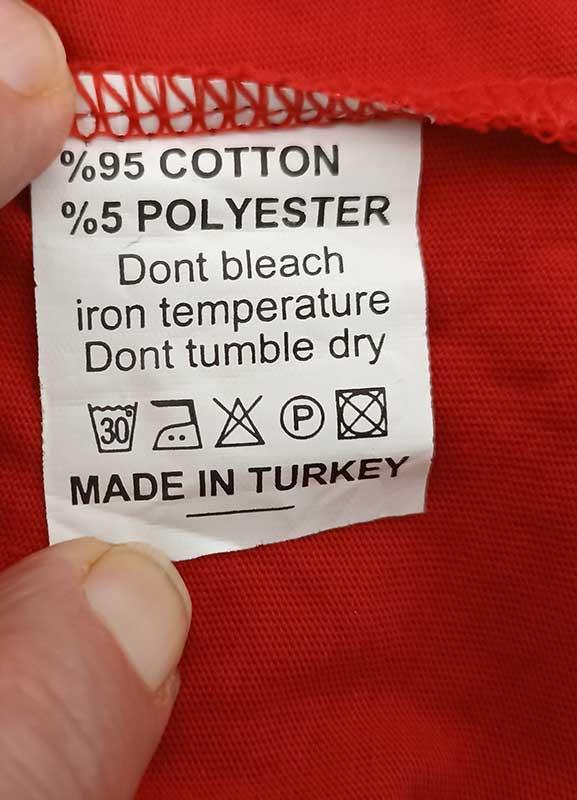 %95 COTTON
%5 POLYESTER
Dont bleach
iron temperature
Dont tumble dry
30° P
MADE IN TURKEY